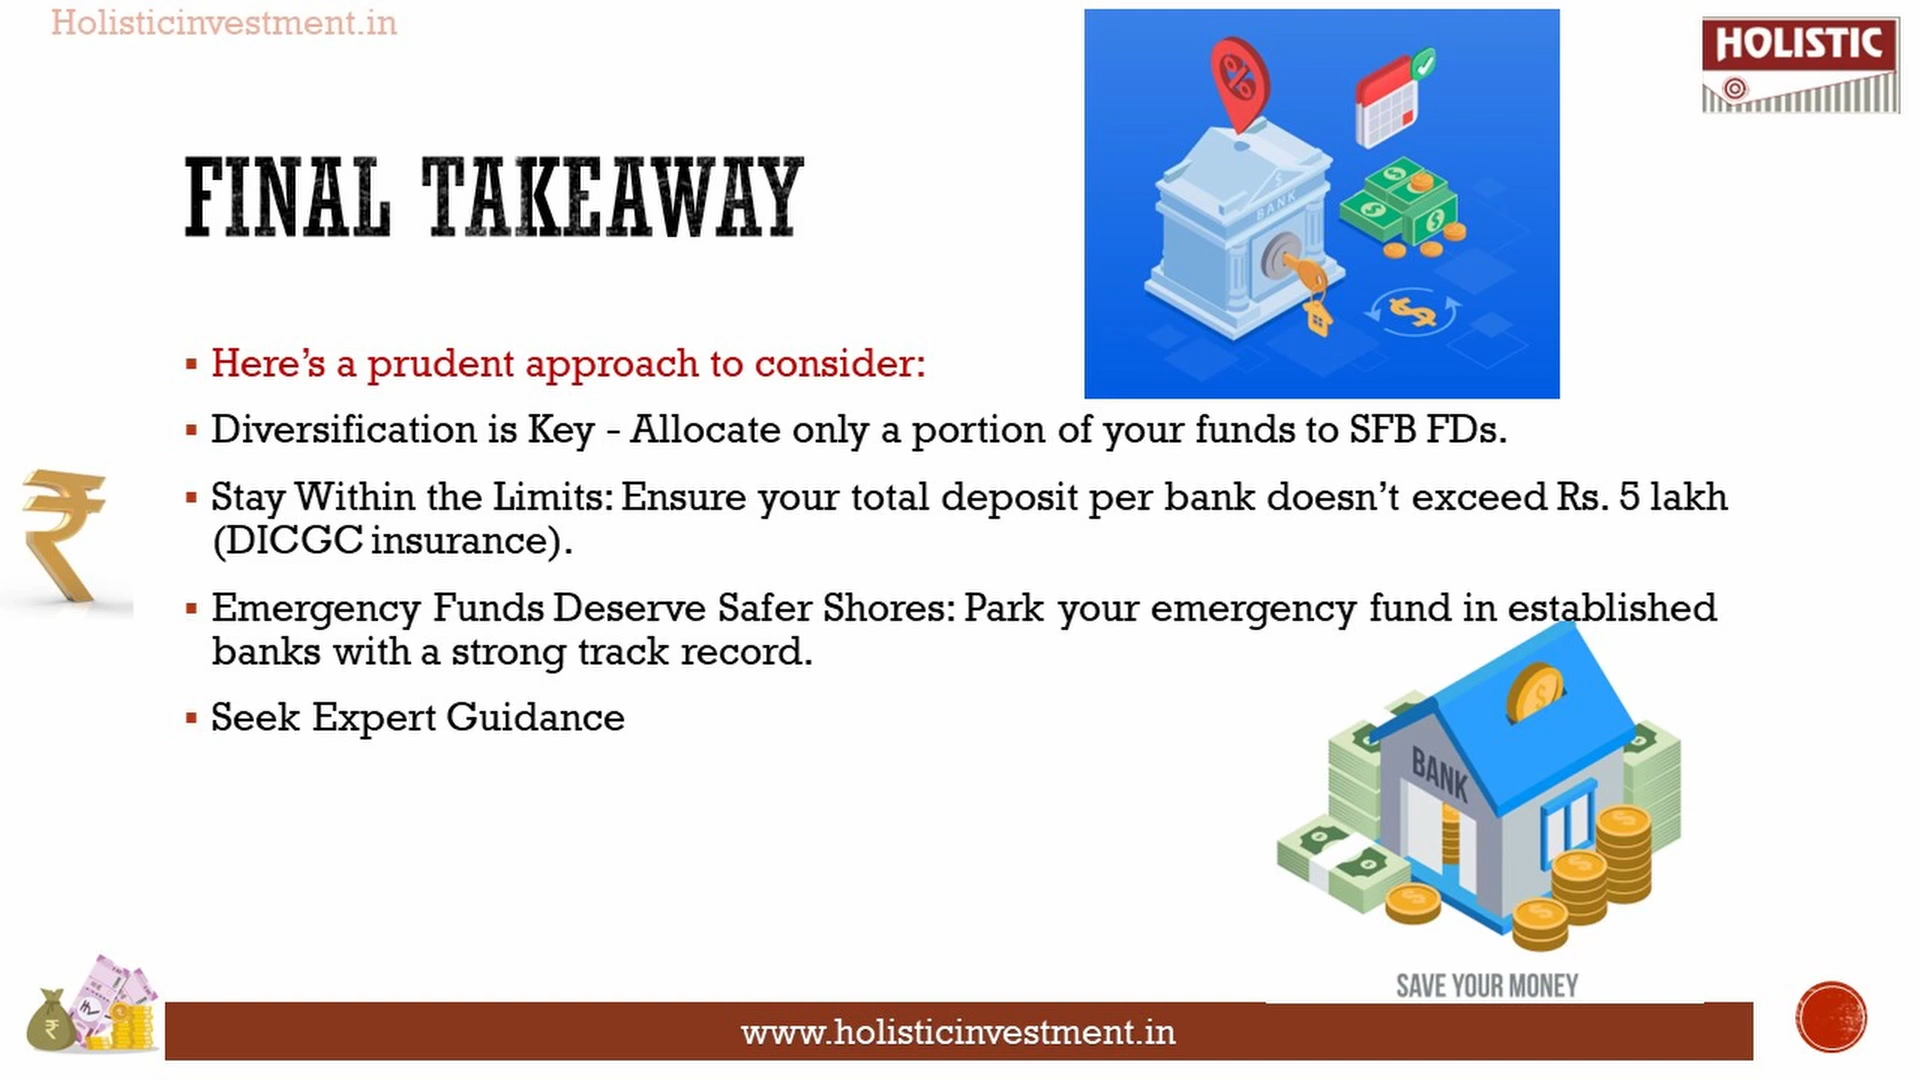 Holisticinvestment.in
HOLISTIC
FINAL TAKEAWAY
BANK
Here's a prudent approach to consider:
Diversification is Key - Allocate only a portion of your funds to SFB FDs.
Stay Within the Limits: Ensure your total deposit per bank doesn't exceed Rs. 5 lakh
(DICGC insurance).
Emergency Funds Deserve Safer Shores: Park your emergency fund in established
banks with a strong track record.
Seek Expert Guidance
BANK
SAVE YOUR MONEY
www.holisticinvestment.in